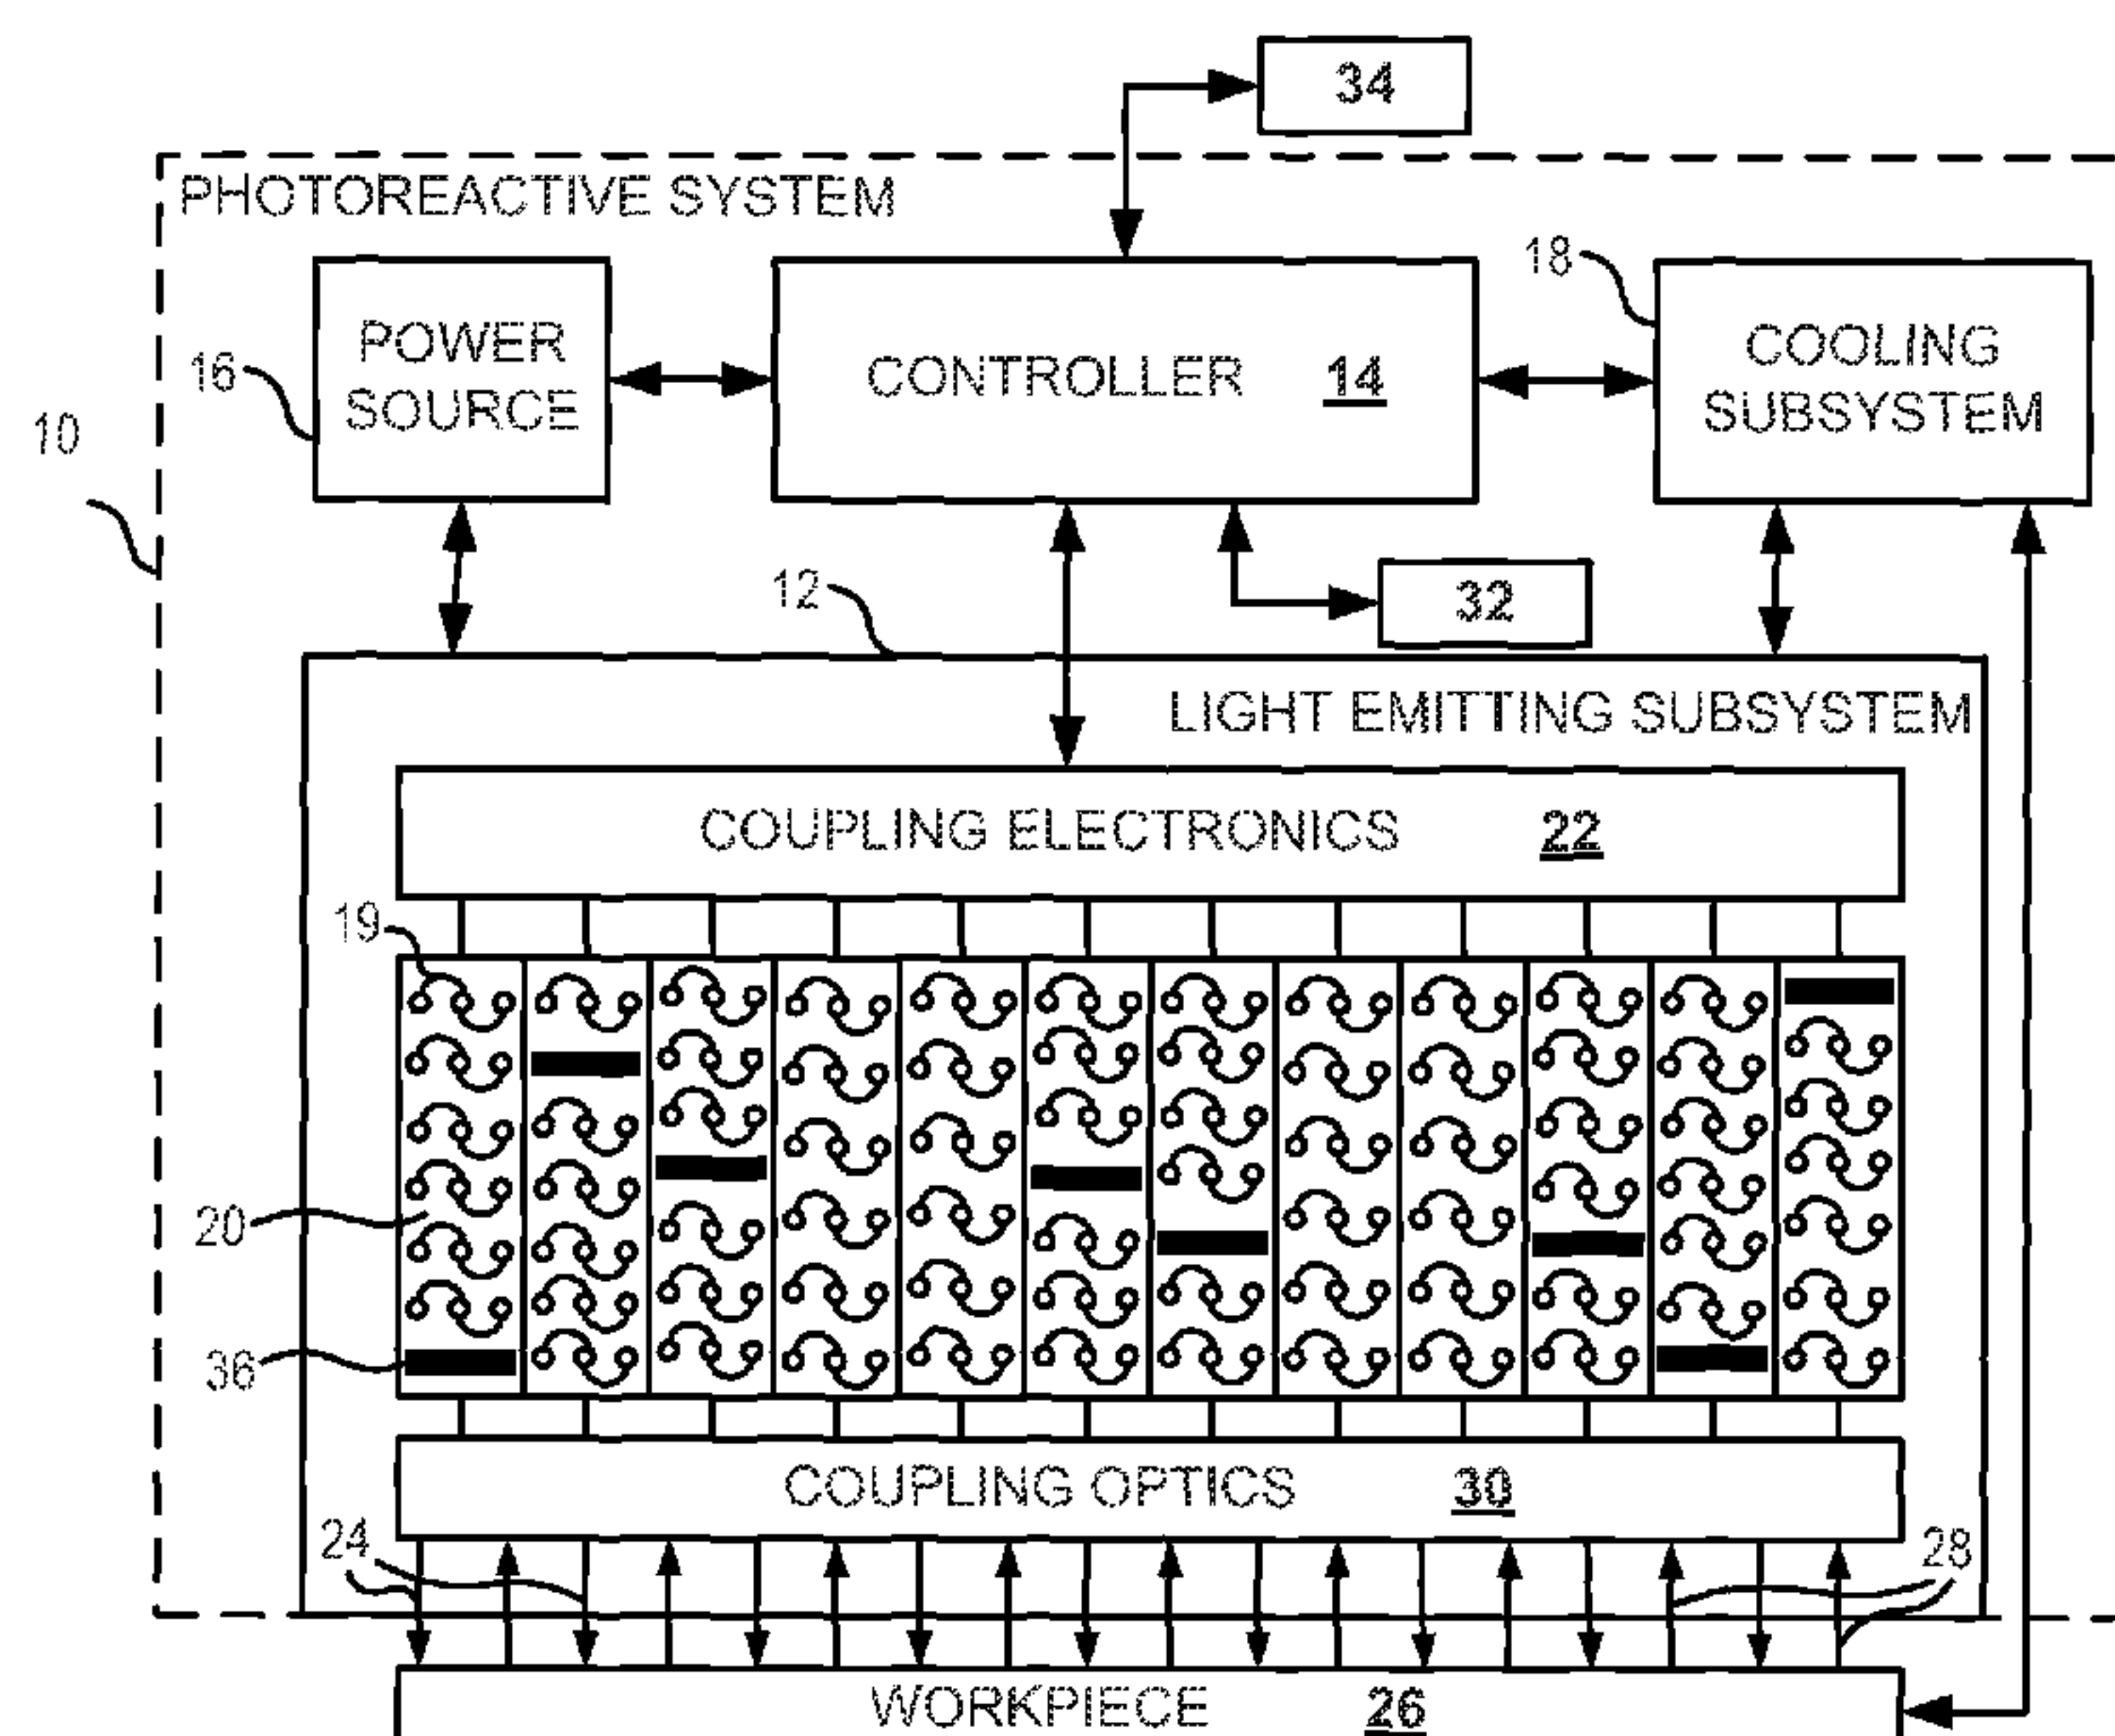 34
PHOTOREACTIVE SYSTEM
18
POWER
SOURCE
16
CONTROLLER 14
COOLING
SUBSYSTEM
10
12
32
LIGHT EMITTING SUBSYSTEM
COUPLING ELECTRONICS 22
19
20
36
COUPLING OPTICS 30
24
28
WORKPIECE 26